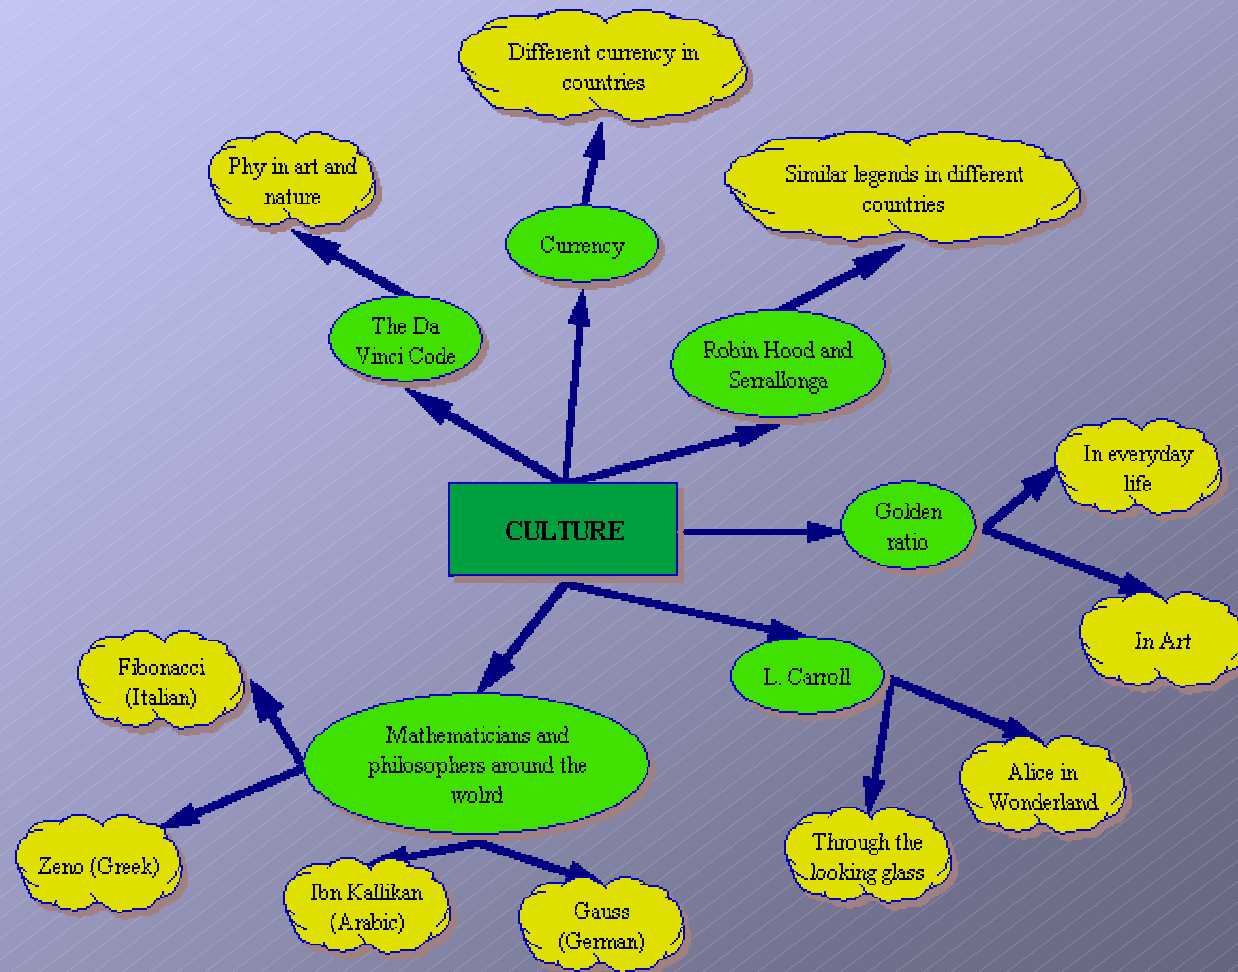 Different currency in
countries
Phy in art and
nature
Similar legends in different
countries
Currency
The Da
Vinci Code
Robin Hood and
Serrallonga
In everyday
life
Golden
ratio
CULTURE
In Art
Fibonacci
(Italian)
L. Carroll
Mathematicians and
philosophers around the
wolrd
Alice in
Wonderland
Through the
looking glass
Zeno (Greek)
Ibn Kallikan
(Arabic)
Gauss
(German)